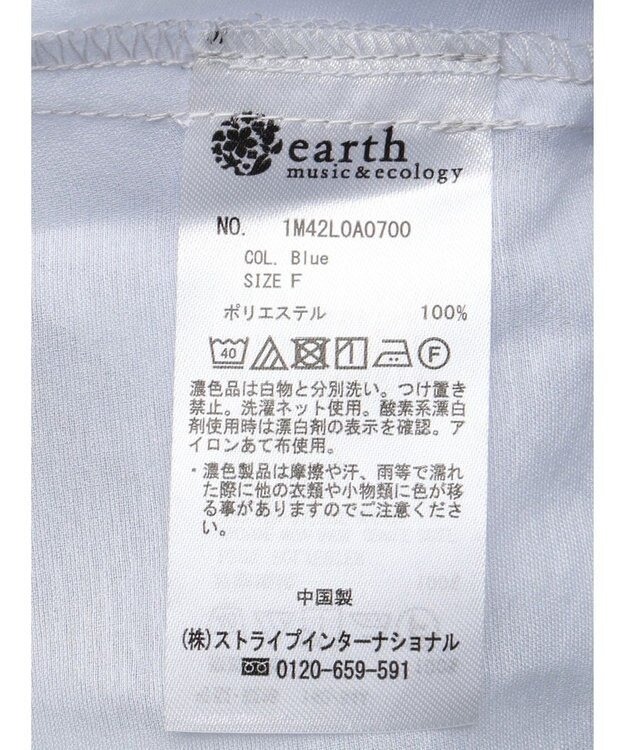 earth
music&ecology
NO. 1M42L0A0700
COL. Blue
SIZE F
ポリエステル 100%
40 F
濃色品は白物と分別洗い。つけ置き
禁止。洗濯ネット使用。酸素系漂白
剤使用時は漂白剤の表示を確認。ア
イロンあて布使用。
・濃色製品は摩擦や汗、雨等で濡れ
た際に他の衣類や小物類に色が移
る事がありますのでご注意くださ
い。
中国製
(株)ストライプインターナショナル
0120-659-591